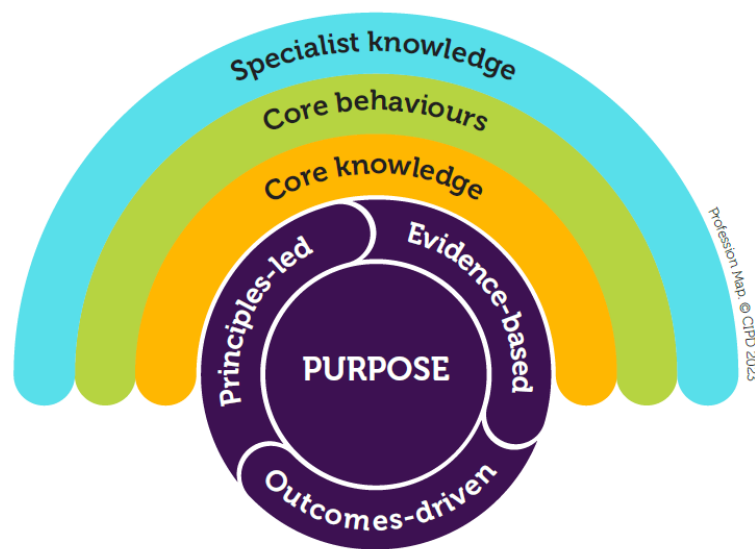 Specialist knowledge
Core behaviours
Core knowledge
Principles-led
Evidence-based
PURPOSE
Outcomes-driven
Profession Map. © CIPD 2023